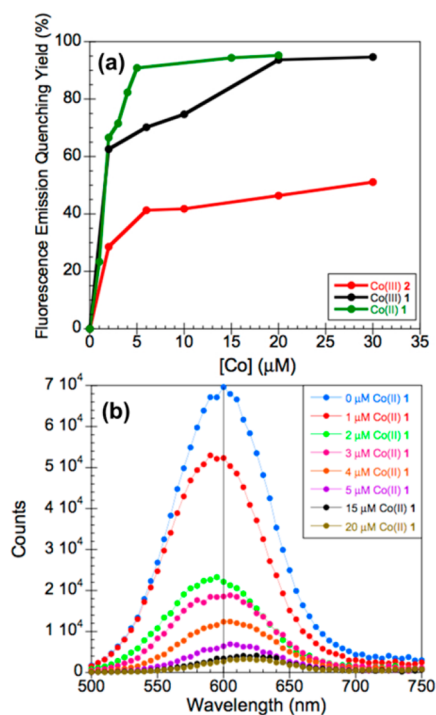 (a)
Fluorescence Emission Quenching Yield (%)
100
80
60
40
20
0
Co(III) 2
Co(III) 1
Co(II) 1
0 5 10 15 20 25 30 35
[Co] (μM)
(b)
Counts
7 10⁴
6 10⁴
5 10⁴
4 10⁴
3 10⁴
2 10⁴
1 10⁴
0
0 μM Co(II) 1
1 μM Co(II) 1
2 μM Co(II) 1
3 μM Co(II) 1
4 μM Co(II) 1
5 μM Co(II) 1
15 μM Co(II) 1
20 μM Co(II) 1
500 550 600 650 700 750
Wavelength (nm)